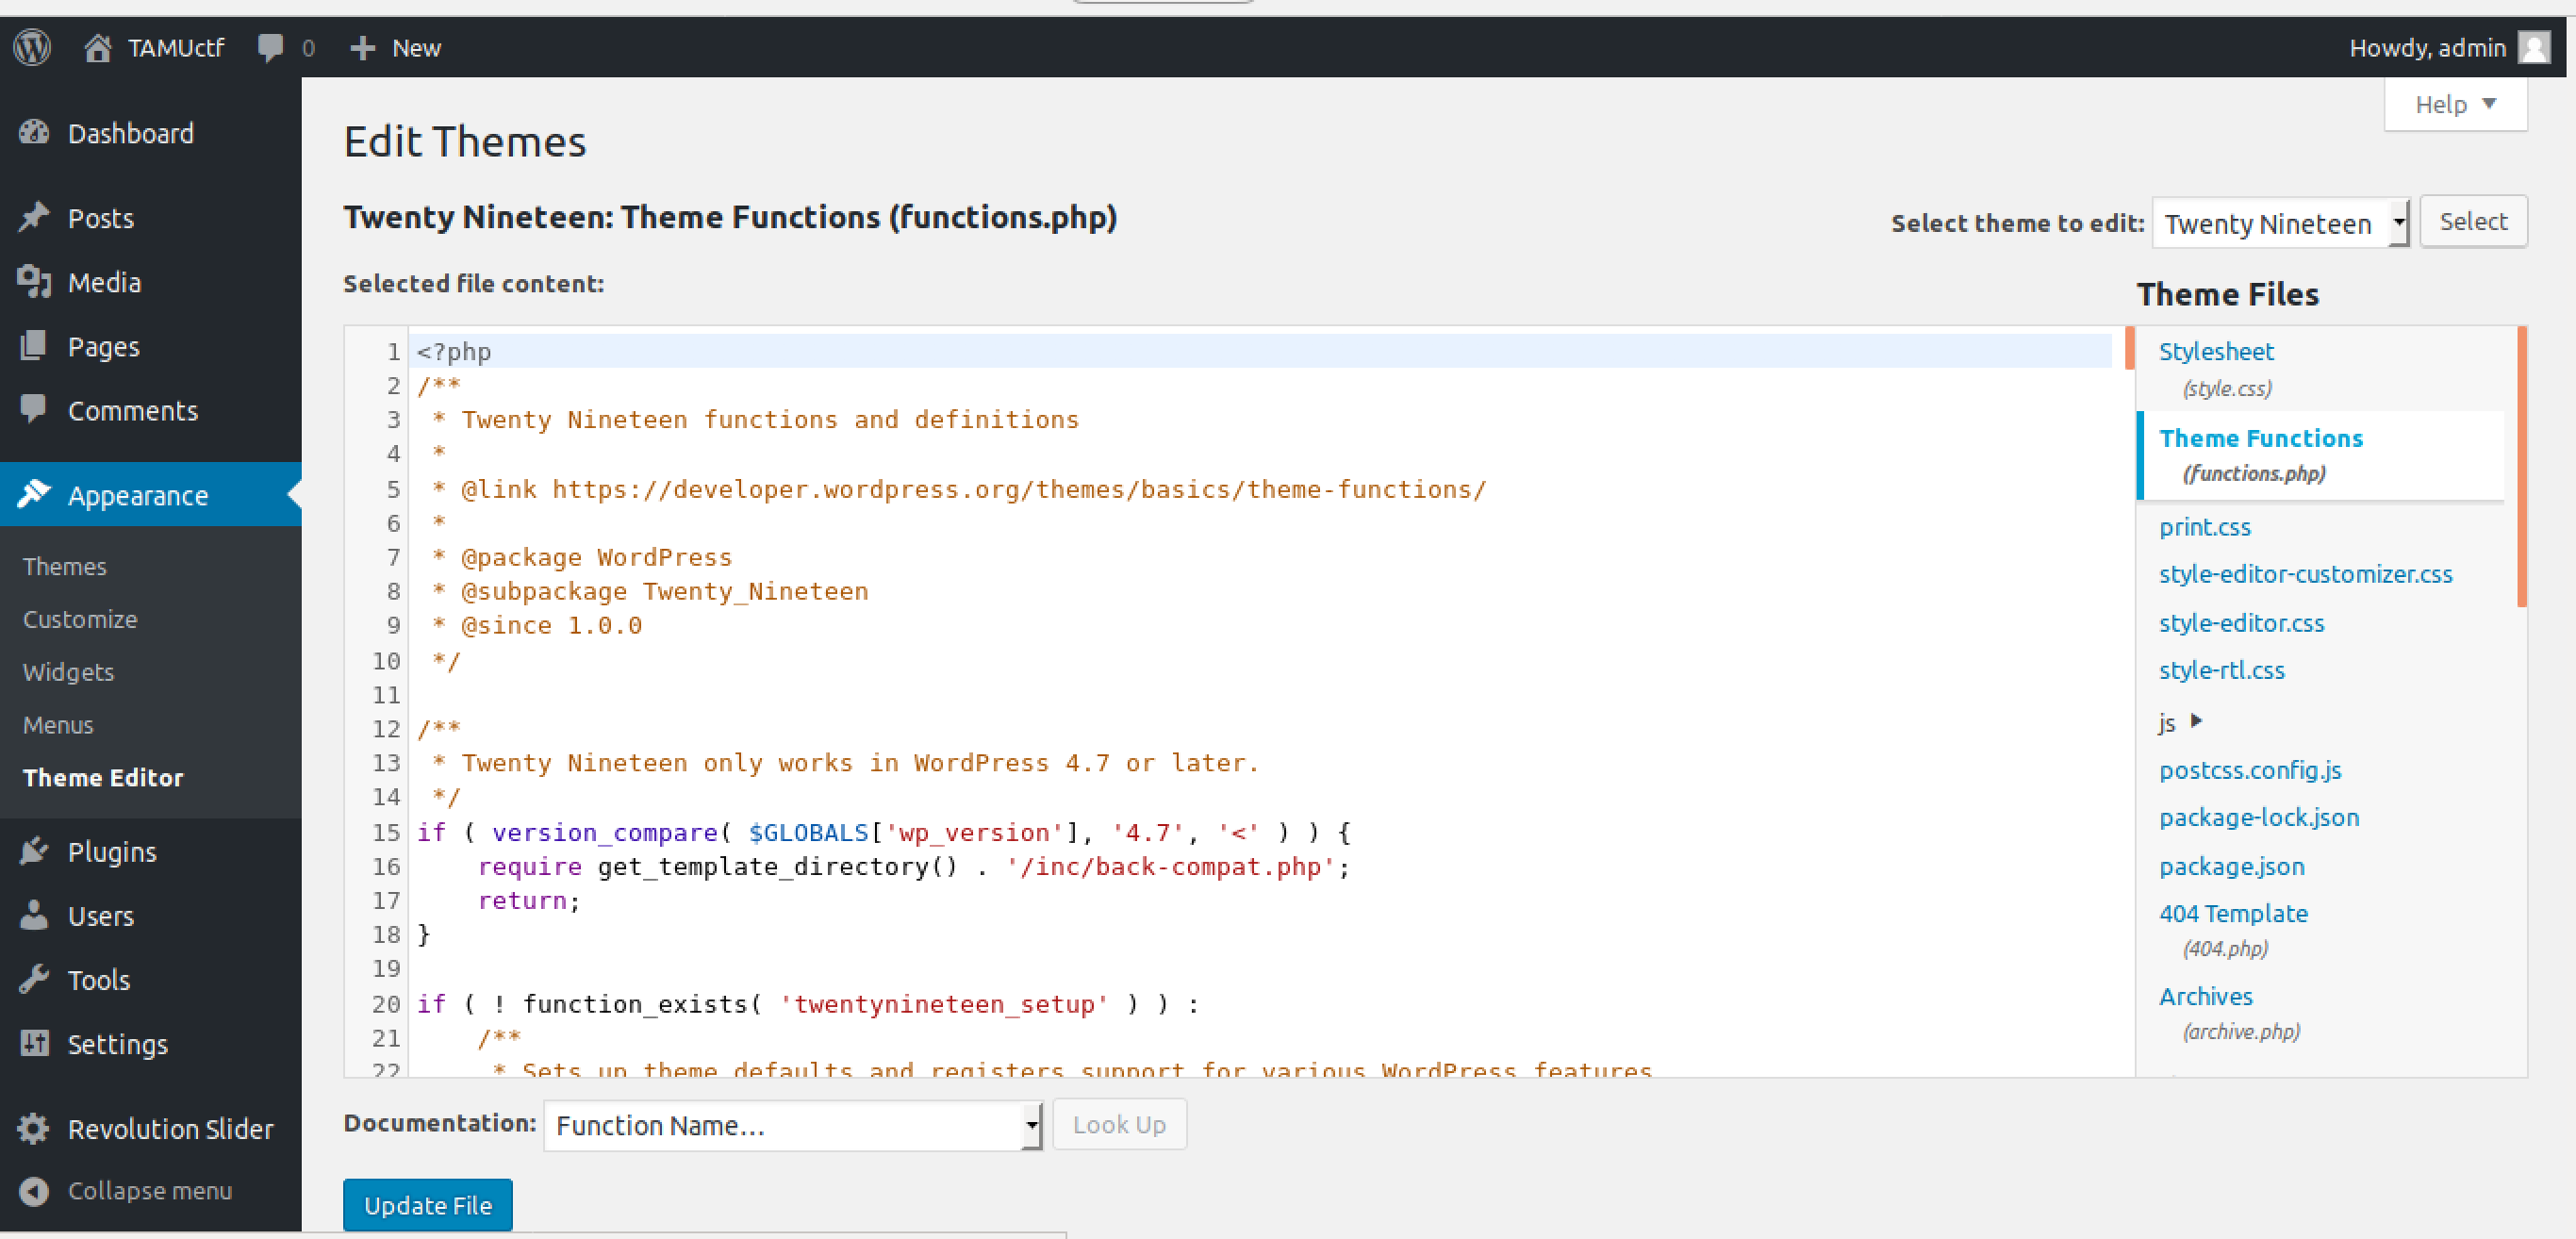 TAMUctf 0 New Howdy, admin
Help
Dashboard
Posts
Media
Pages
Comments
Appearance
Themes
Customize
Widgets
Menus
Theme Editor
Plugins
Users
Tools
Settings
Revolution Slider
Collapse menu
Edit Themes
Twenty Nineteen: Theme Functions (functions.php)
Select theme to edit: Twenty Nineteen Select
Selected file content:
1 <?php
2 /**
3  * Twenty Nineteen functions and definitions
4  *
5  * @link https://developer.wordpress.org/themes/basics/theme-functions/
6  *
7  * @package WordPress
8  * @subpackage Twenty_Nineteen
9  * @since 1.0.0
10  */
11
12 /**
13  * Twenty Nineteen only works in WordPress 4.7 or later.
14  */
15 if ( version_compare( $GLOBALS['wp_version'], '4.7', '<' ) ) {
16     require get_template_directory() . '/inc/back-compat.php';
17     return;
18 }
19
20 if ( ! function_exists( 'twentynineteen_setup' ) ) :
21     /**
22      * Sets up theme defaults and registers support for various WordPress features
Theme Files
Stylesheet
(style.css)
Theme Functions
(functions.php)
print.css
style-editor-customizer.css
style-editor.css
style-rtl.css
js
postcss.config.js
package-lock.json
package.json
404 Template
(404.php)
Archives
(archive.php)
Documentation: Function Name... Look Up
Update File